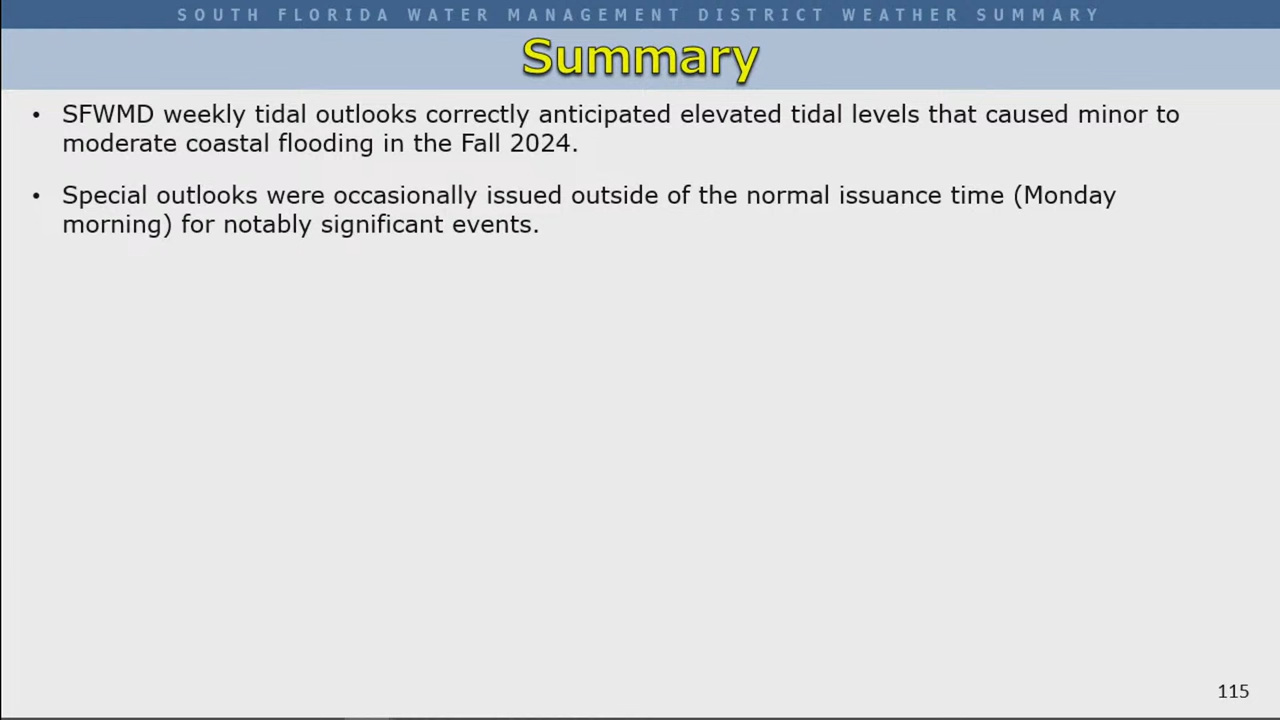 SOUTH FLORIDA WATER MANAGEMENT DISTRICT WEATHER SUMMARY
Summary
• SFWMD weekly tidal outlooks correctly anticipated elevated tidal levels that caused minor to
moderate coastal flooding in the Fall 2024.
• Special outlooks were occasionally issued outside of the normal issuance time (Monday
morning) for notably significant events.
115